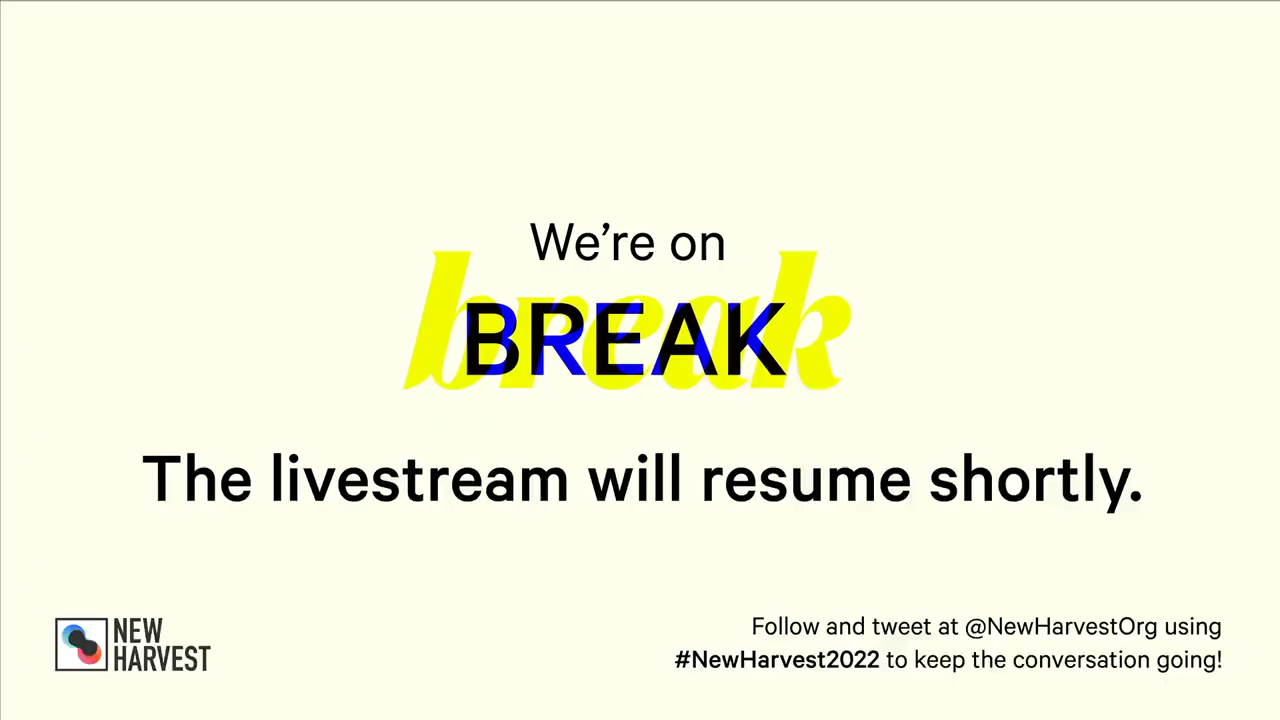 We’re on
break
BREAK
The livestream will resume shortly.
NEW
HARVEST
Follow and tweet at @NewHarvestOrg using
#NewHarvest2022 to keep the conversation going!